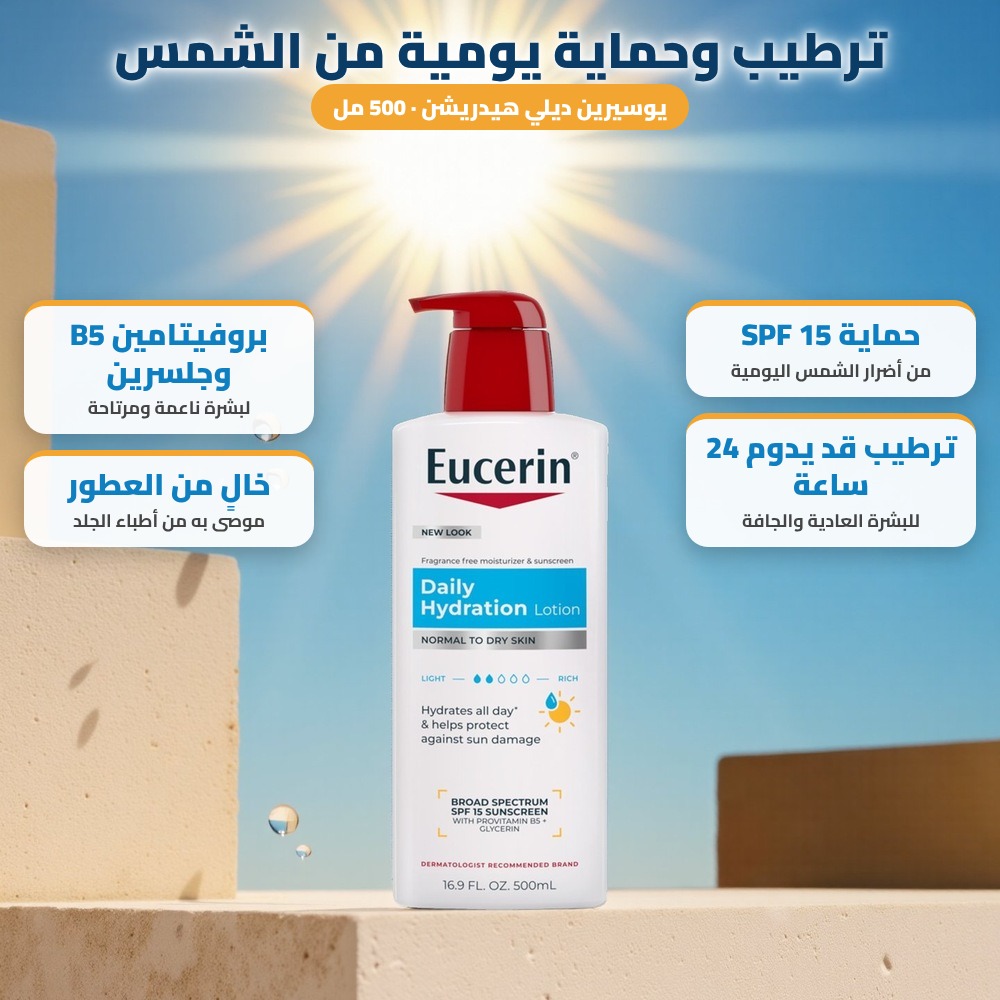 ترطيب وحماية يومية من الشمس
يوسيرين ديلي هيدريشن · 500 مل
حماية SPF 15
من أضرار الشمس اليومية
ترطيب قد يدوم 24
ساعة
للبشرة العادية والجافة
بروفيتامين B5
وجلسرين
لبشرة ناعمة ومرتاحة
خالٍ من العطور
موصى به من أطباء الجلد
Eucerin®
NEW LOOK
Fragrance free moisturizer & sunscreen
Daily
Hydration Lotion
NORMAL TO DRY SKIN
LIGHT — — RICH
Hydrates all day*
& helps protect
against sun damage
BROAD SPECTRUM
SPF 15 SUNSCREEN
WITH PROVITAMIN B5 +
GLYCERIN
DERMATOLOGIST RECOMMENDED BRAND
16.9 FL. OZ. 500mL